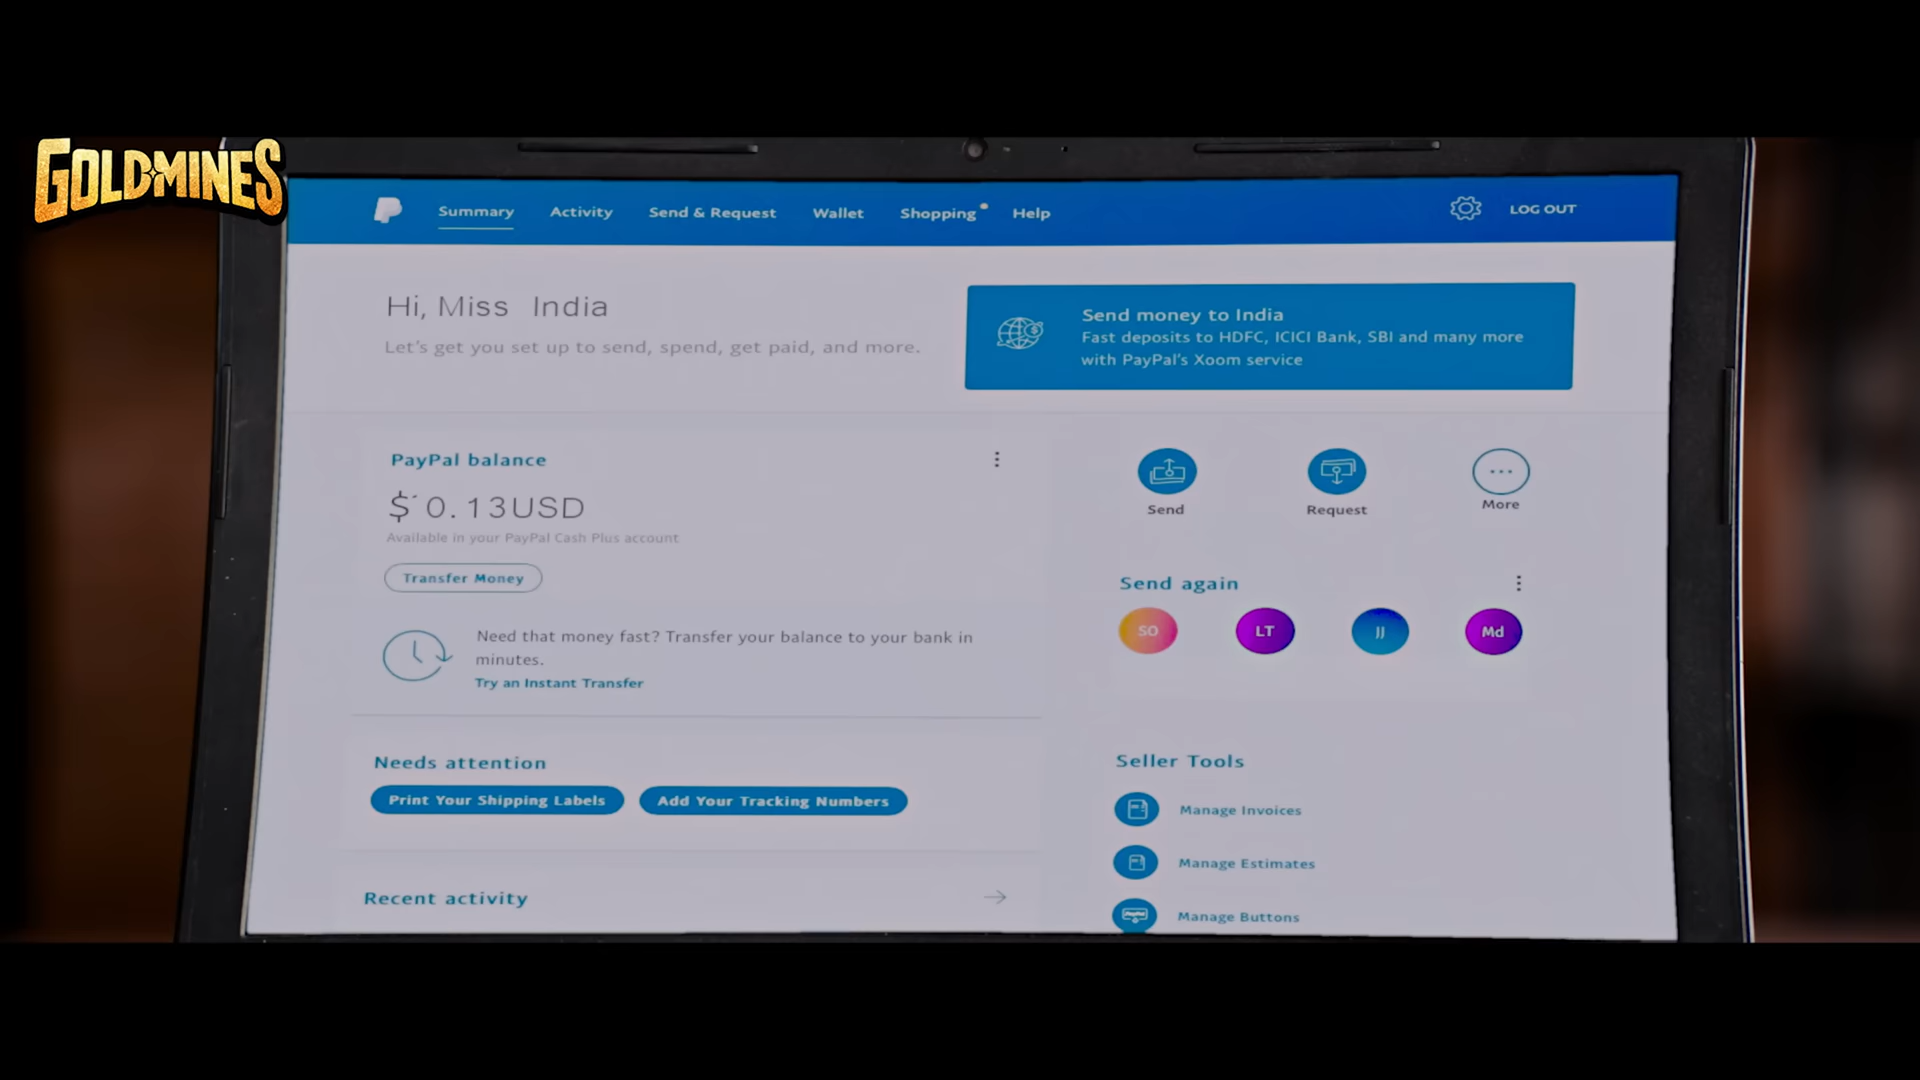 GOLDMINES
Summary Activity Send & Request Wallet Shopping Help LOG OUT
Hi, Miss India
Let's get you set up to send, spend, get paid, and more.
Send money to India
Fast deposits to HDFC, ICICI Bank, SBI and many more
with PayPal's Xoom service
PayPal balance
$ 0.13USD
Available in your PayPal Cash Plus account
Transfer Money
Need that money fast? Transfer your balance to your bank in
minutes.
Try an Instant Transfer
Needs attention
Print Your Shipping Labels Add Your Tracking Numbers
Recent activity
Send Request More
Send again
SO LT JJ Md
Seller Tools
Manage Invoices
Manage Estimates
PayPal Manage Buttons